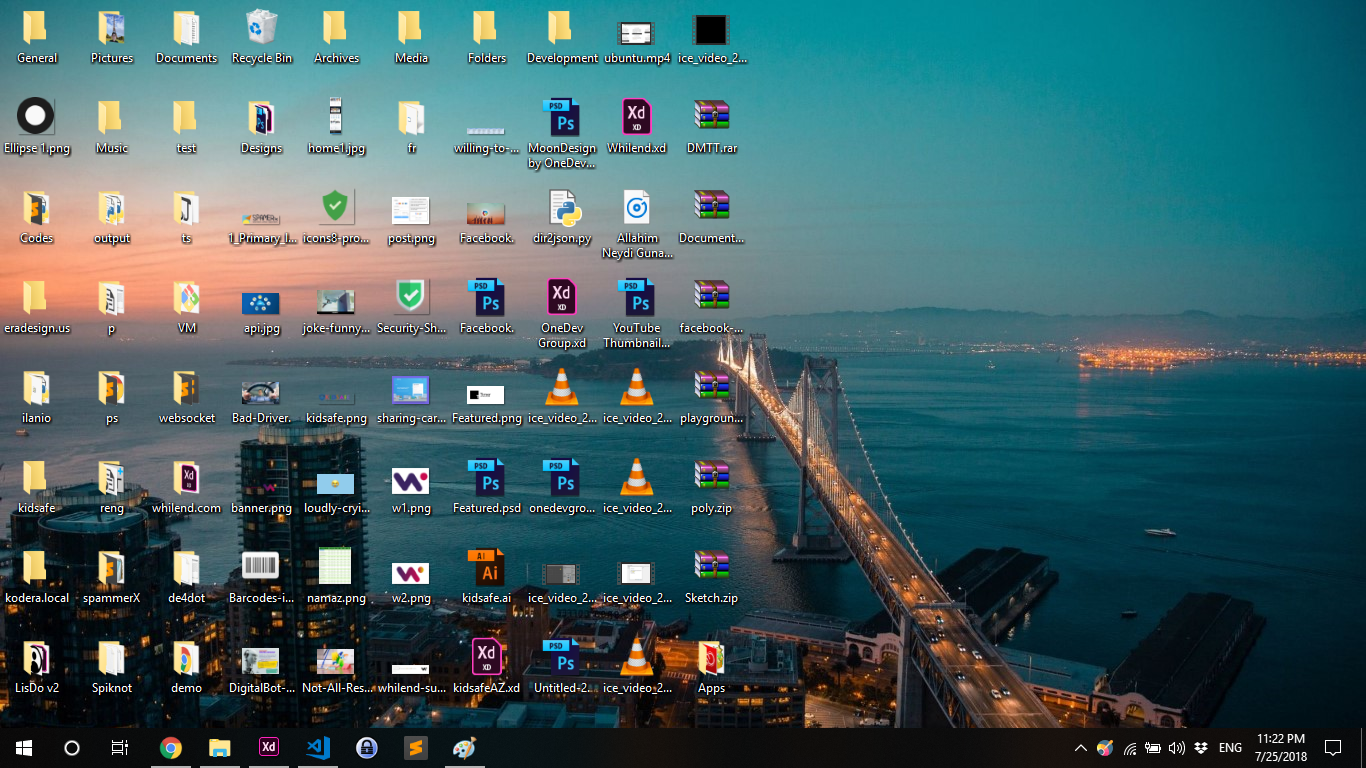 General Pictures Documents Recycle Bin Archives Media Folders Development ubuntu.mp4 ice_video_2...
PSD
Ps
Xd
XD
Ellipse 1.png Music test Designs home1.jpg fr willing-to-... MoonDesign Whilend.xd DMTT.rar
by OneDev...
Codes output ts 1_Primary_l... icons8-pro... post.png Facebook. dir2json.py Allahim Document...
Neydi Guna...
PSD
Ps
Xd
XD
PSD
Ps
eradesign.us p VM api.jpg joke-funny... Security-Sh... Facebook. OneDev YouTube facebook-...
Group.xd Thumbnail...
ilanio ps websocket Bad-Driver. kidsafe.png sharing-car... Featured.png ice_video_2... ice_video_2... playgroun...
Xd
PSD
Ps
PSD
Ps
kidsafe reng whilend.com banner.png loudly-cryi... w1.png Featured.psd onedevgro... ice_video_2... poly.zip
AI
Ai
kodera.local spammerX de4dot Barcodes-i... namaz.png w2.png kidsafe.ai ice_video_2... ice_video_2... Sketch.zip
Xd
XD
PSD
Ps
LisDo v2 Spiknot demo DigitalBot-... Not-All-Res... whilend-su... kidsafeAZ.xd Untitled-2... ice_video_2... Apps
Xd
ENG
11:22 PM
7/25/2018